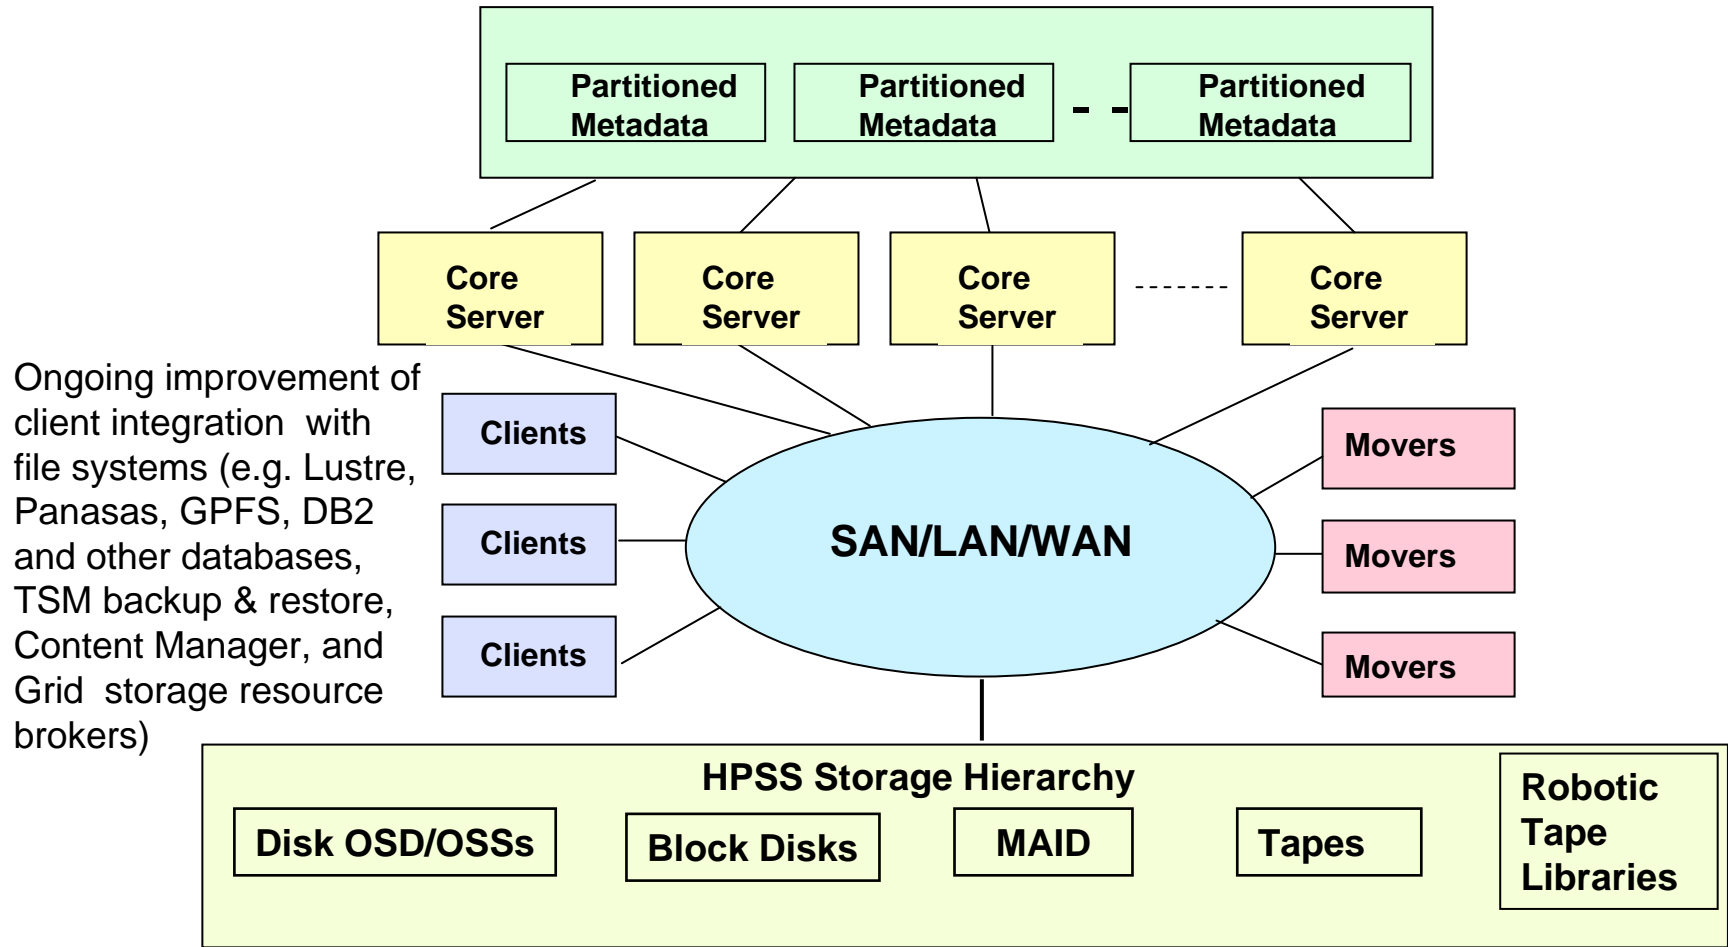 Partitioned
Metadata
Partitioned
Metadata
Partitioned
Metadata
Core
Server
Core
Server
Core
Server
Core
Server
Ongoing improvement of
client integration with
file systems (e.g. Lustre,
Panasas, GPFS, DB2
and other databases,
TSM backup & restore,
Content Manager, and
Grid storage resource
brokers)
Clients
Clients
Clients
SAN/LAN/WAN
Movers
Movers
Movers
HPSS Storage Hierarchy
Disk OSD/OSSs
Block Disks
MAID
Tapes
Robotic
Tape
Libraries